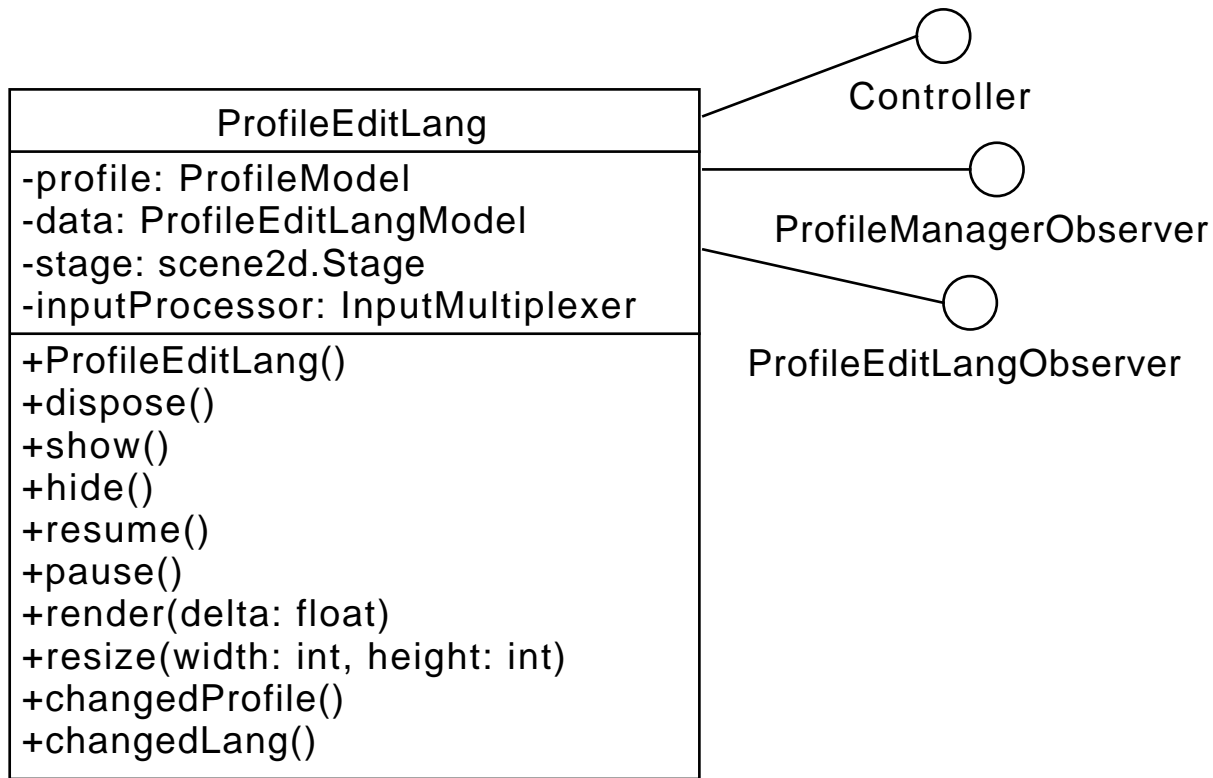 ProfileEditLang
-profile: ProfileModel
-data: ProfileEditLangModel
-stage: scene2d.Stage
-inputProcessor: InputMultiplexer
+ProfileEditLang()
+dispose()
+show()
+hide()
+resume()
+pause()
+render(delta: float)
+resize(width: int, height: int)
+changedProfile()
+changedLang()
Controller
ProfileManagerObserver
ProfileEditLangObserver